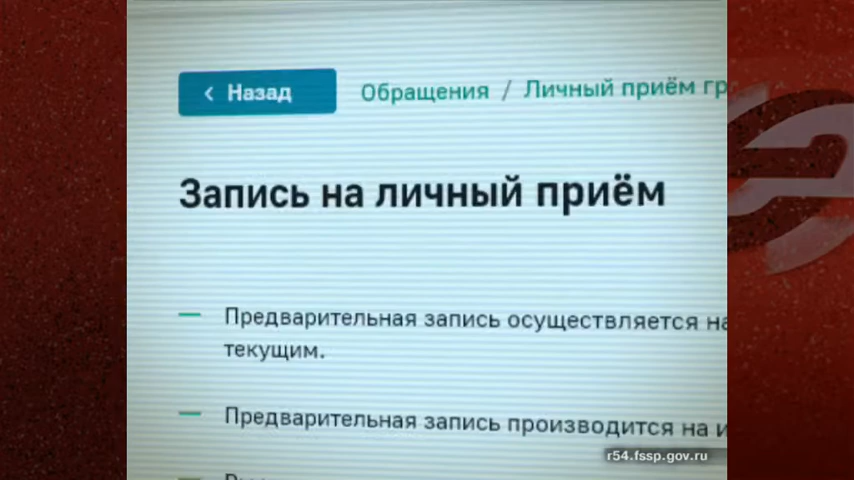 Назад
Обращения / Личный приём гр
Запись на личный приём
Предварительная запись осуществляется на
текущим.
Предварительная запись производится на и
r54.fssp.gov.ru